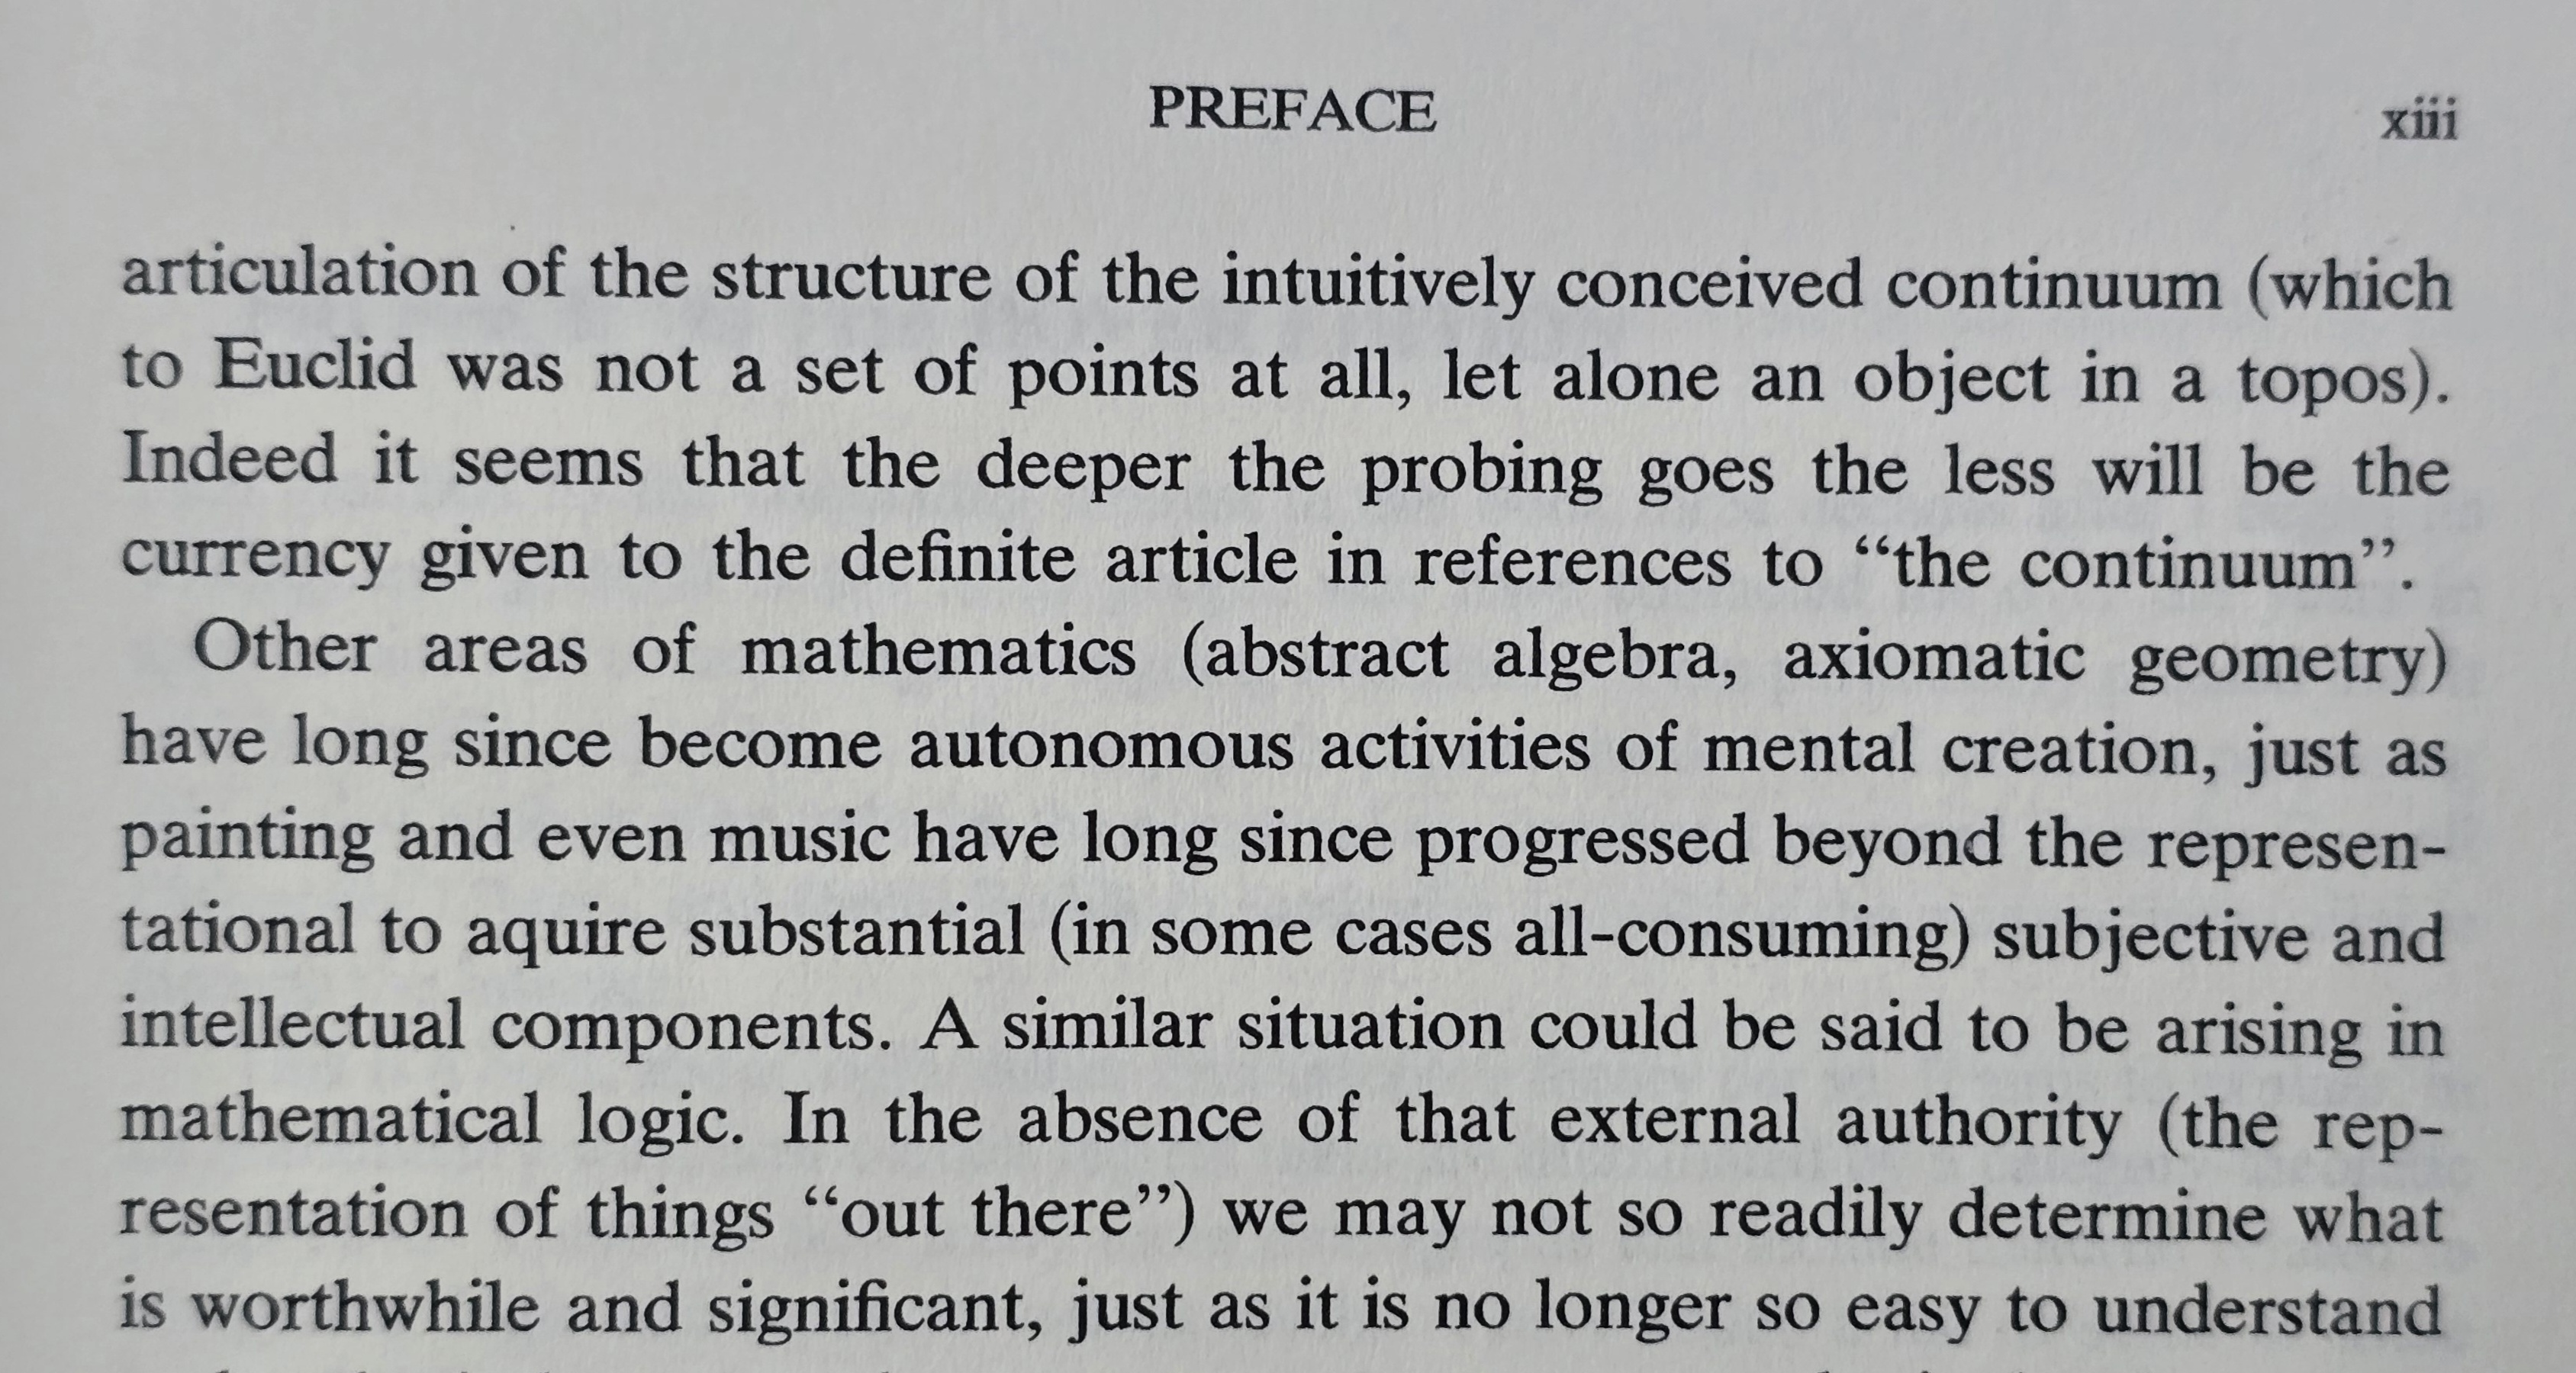 PREFACE
xiii
articulation of the structure of the intuitively conceived continuum (which
to Euclid was not a set of points at all, let alone an object in a topos).
Indeed it seems that the deeper the probing goes the less will be the
currency given to the definite article in references to “the continuum”.
Other areas of mathematics (abstract algebra, axiomatic geometry)
have long since become autonomous activities of mental creation, just as
painting and even music have long since progressed beyond the represen-
tational to aquire substantial (in some cases all-consuming) subjective and
intellectual components. A similar situation could be said to be arising in
mathematical logic. In the absence of that external authority (the rep-
resentation of things “out there”) we may not so readily determine what
is worthwhile and significant, just as it is no longer so easy to understand